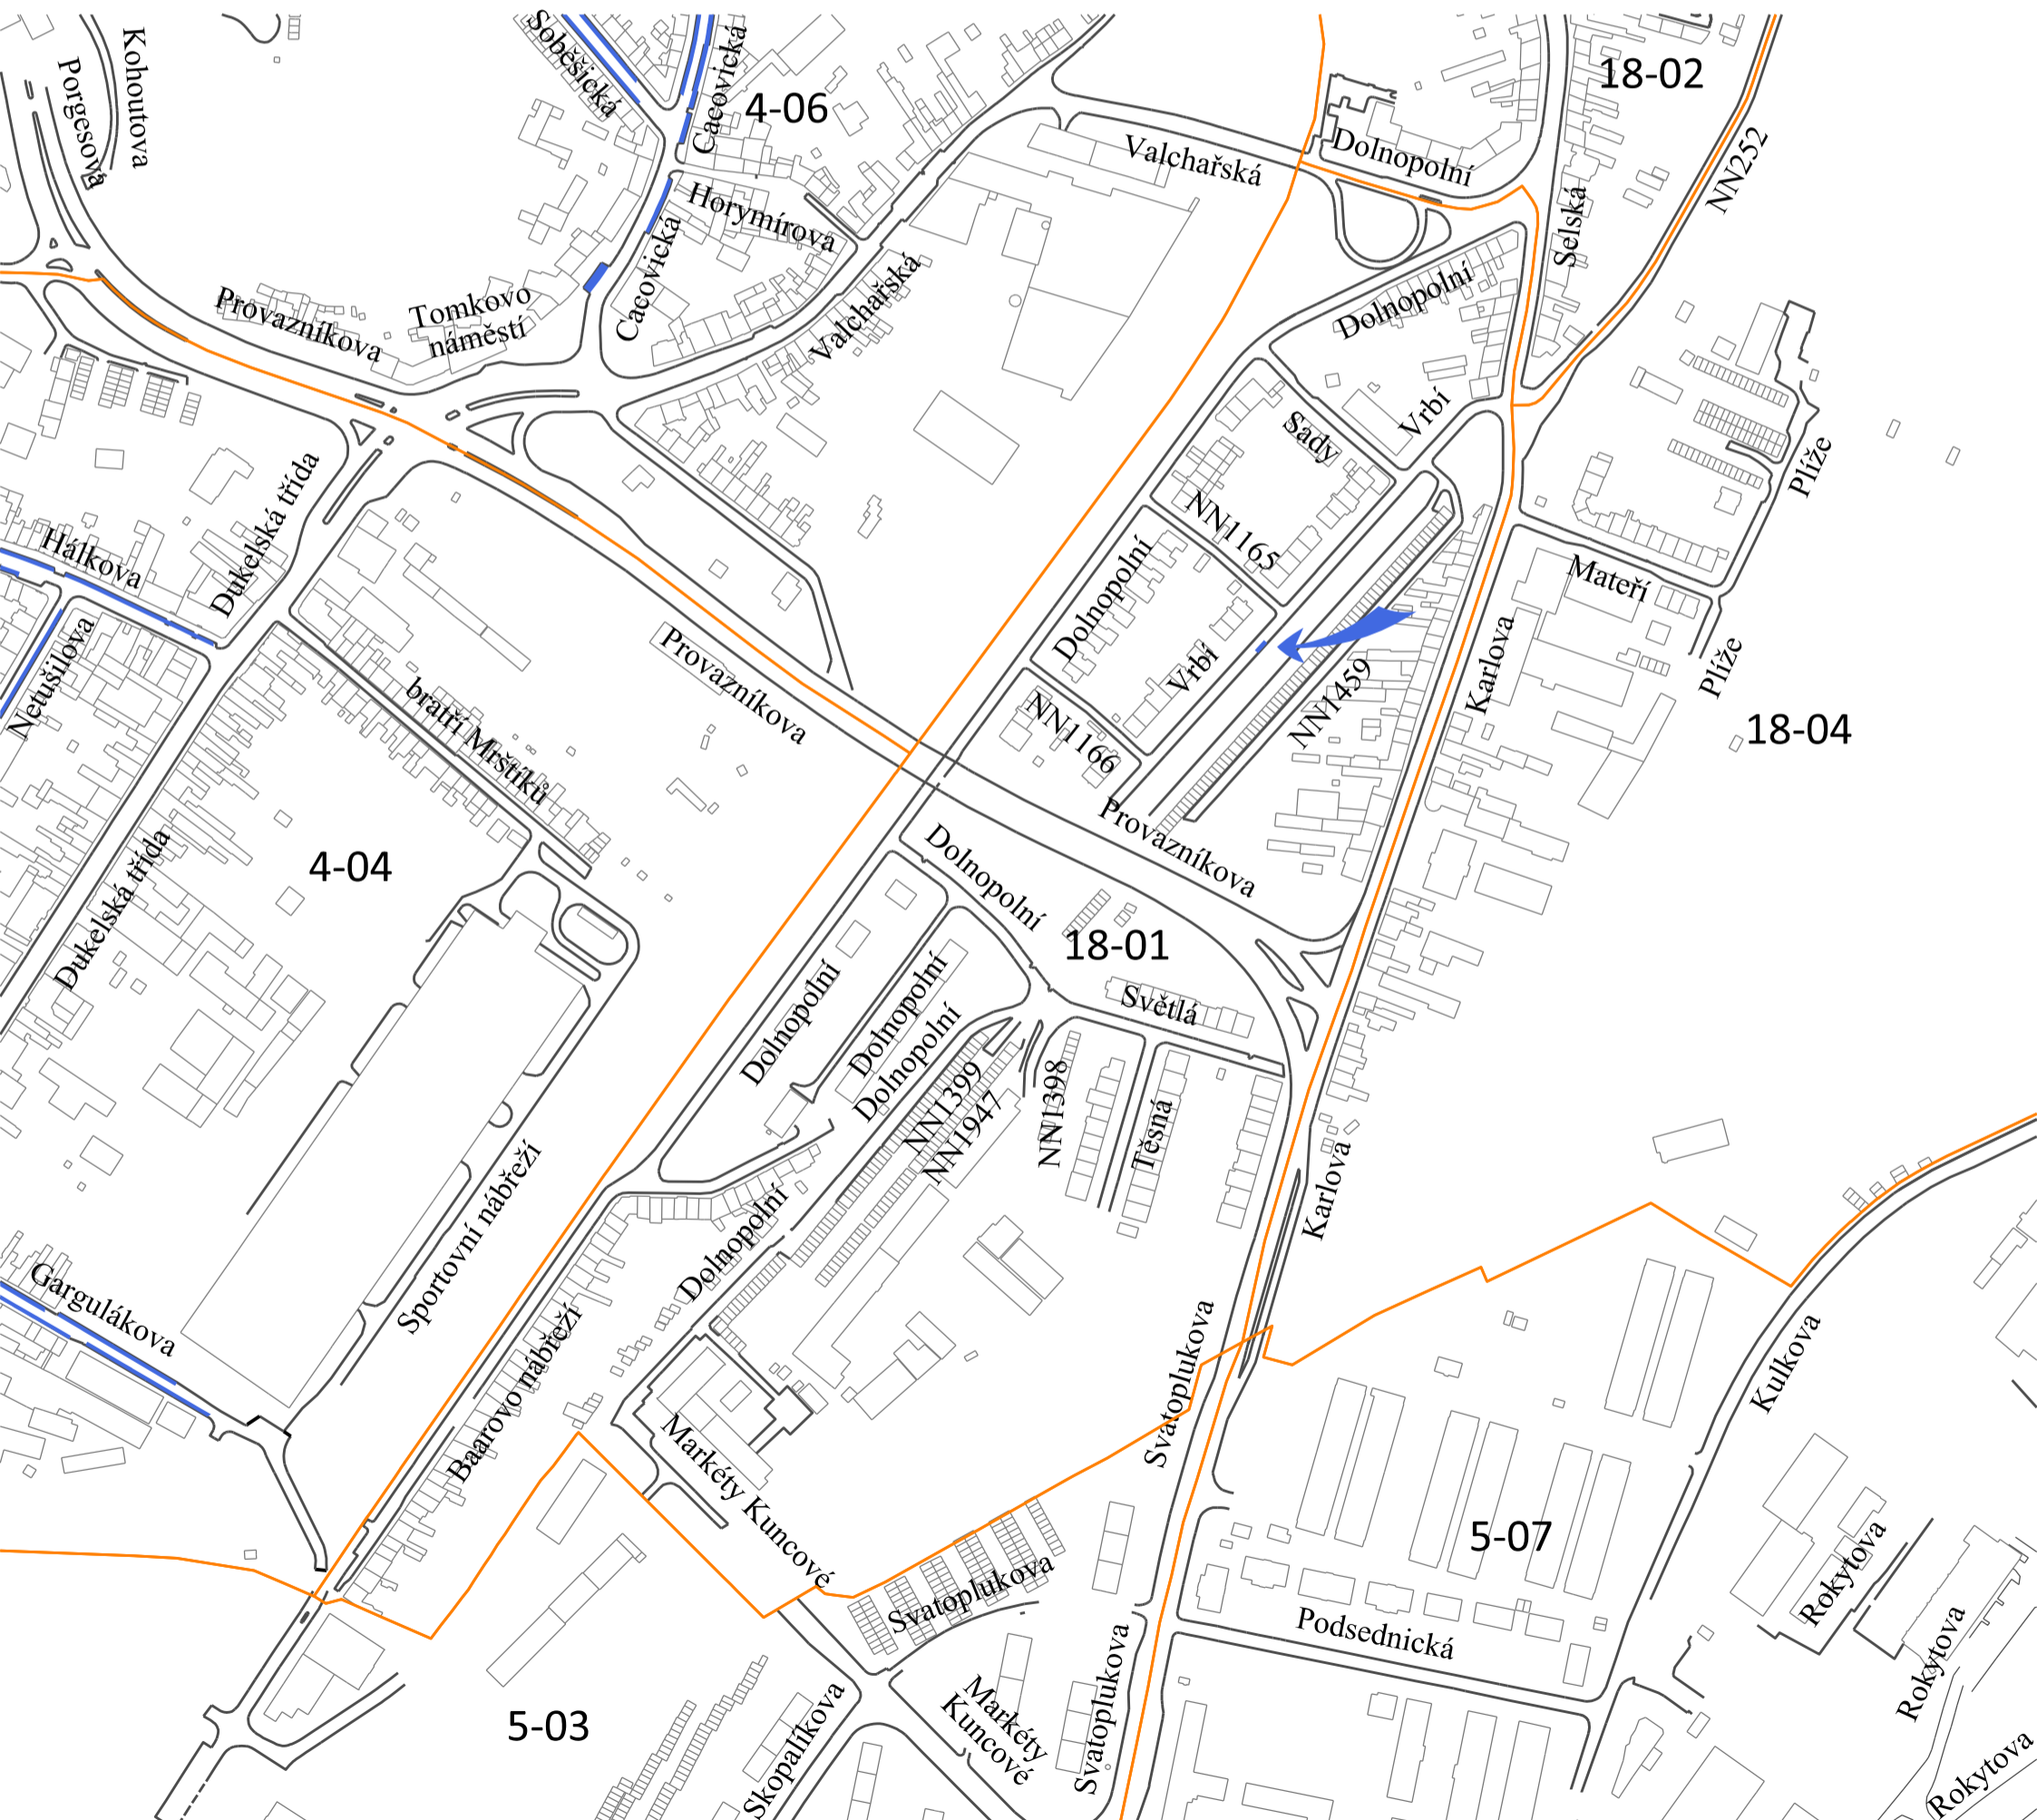 Soběšická
Cacovická
Kohoutova
Porgesova
4-06
18-02
Valchařská
Dolnopolní
NN252
Horymírova
Selská
Cacovická
Valchařská
Dolnopolní
Provazníkova
Tomkovo
náměstí
Sady
Vrbí
Plíže
Dukelská třída
Hálkova
NN1165
Mateří
Dolnopolní
Netušilova
Provazníkova
Vrbí
NN1459
Karlova
Plíže
18-04
bratří Mrštíků
NN1166
Provazníkova
4-04
Dukelská třída
Dolnopolní
18-01
Dolnopolní
Dolnopolní
Dolnopolní
Světlá
NN1399
NN1947
NN1398
Těsná
Karlova
Sportovní nábřeží
Dolnopolní
Gargulákova
Baarovo nábřeží
Svatoplukova
Kulkova
Markéty Kuncové
5-07
Svatoplukova
Podsednická
Rokytova
Rokytova
5-03
Skopalíkova
Markéty
Kuncové
Svatoplukova
Rokytova